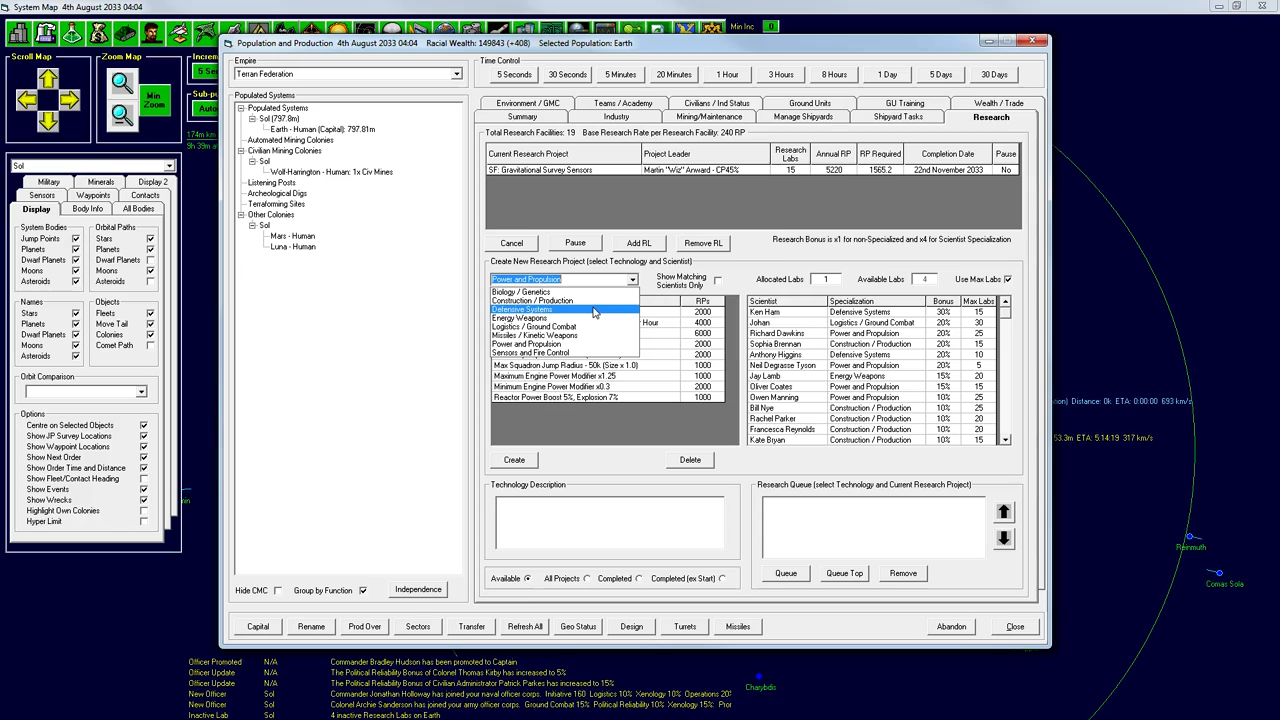 System Map   4th August 2033 04:04
Min Inc 0
Scroll Map
Zoom Map
Min Zoom
Sol
Military Minerals Display 2
Sensors Waypoints Contacts
Display Body Info All Bodies
System Bodies Orbital Paths
Jump Points Stars
Planets Planets
Dwarf Planets Dwarf Planets
Moons Moons
Asteroids Asteroids
Names Objects
Stars Fleets
Planets Move Tail
Dwarf Planets Colonies
Moons Comet Path
Asteroids
Orbit Comparison
Options
Centre on Selected Objects
Show JP Survey Locations
Show Waypoint Locations
Show Next Order
Show Order Time and Distance
Show Fleet/Contact Heading
Show Events
Show Wrecks
Highlight Own Colonies
Hyper Limit
Population and Production   4th August 2033 04:04   Racial Wealth: 149843 (+408)   Selected Population: Earth
Empire
Terran Federation
Populated Systems
Populated Systems
Sol (797.8m)
Earth - Human (Capital): 797.81m
Automated Mining Colonies
Civilian Mining Colonies
Sol
Wolf-Harrington - Human: 1x Civ Mines
Listening Posts
Archeological Digs
Terraforming Sites
Other Colonies
Sol
Mars - Human
Luna - Human
Hide CMC Group by Function Independence
Time Control
5 Seconds 30 Seconds 5 Minutes 20 Minutes 1 Hour 3 Hours 8 Hours 1 Day 5 Days 30 Days
Environment / GMC Teams / Academy Civilians / Ind Status Ground Units GU Training Wealth / Trade
Summary Industry Mining/Maintenance Manage Shipyards Shipyard Tasks Research
Total Research Facilities: 19   Base Research Rate per Research Facility: 240 RP
Current Research Project Project Leader Research Labs Annual RP RP Required Completion Date Pause
SF: Gravitational Survey Sensors Martin "Wiz" Anward - CP45% 15 5220 1565.2 22nd November 2033 No
Cancel Pause Add RL Remove RL Research Bonus is x1 for non-Specialized and x4 for Scientist Specialization
Create New Research Project (select Technology and Scientist)
Power and Propulsion Show Matching Scientists Only Allocated Labs 1 Available Labs 4 Use Max Labs
Biology / Genetics
Construction / Production
Defensive Systems
Energy Weapons
Logistics / Ground Combat
Missiles / Kinetic Weapons
Power and Propulsion
Sensors and Fire Control
RPs
2000
Hour 4000
6000
Max Squadron Jump Radius - 50k (Size x 1.0) 1000
Maximum Engine Power Modifier x1.25 1000
Minimum Engine Power Modifier x0.3 2000
Reactor Power Boost 5%, Explosion 7% 1000
Scientist Specialization Bonus Max Labs
Ken Ham Defensive Systems 30% 15
Johan Logistics / Ground Combat 20% 25
Richard Dawkins Power and Propulsion 20% 15
Sophia Brennan Construction / Production 20% 25
Anthony Higgins Defensive Systems 20% 10
Neil Degrasse Tyson Power and Propulsion 20% 5
Jay Lamb Energy Weapons 15% 20
Oliver Coates Power and Propulsion 15% 15
Owen Manning Power and Propulsion 10% 25
Bill Nye Construction / Production 10% 25
Rachel Parker Construction / Production 10% 20
Francesca Reynolds Construction / Production 10% 20
Kate Bryan Construction / Production 10% 15
Create Delete
Technology Description
Research Queue (select Technology and Current Research Project)
Queue Queue Top Remove
Available All Projects Completed Completed (ex Start)
Capital Rename Prod Over Sectors Transfer Refresh All Geo Status Design Turrets Missiles Abandon Close
Distance: 0k ETA: 0:00:00 693 km/s
53.3m ETA: 5:14:19 317 km/s
Reinmuth
Comas Sola
Charybdis
Officer Promoted N/A Commander Bradley Hudson has been promoted to Captain
Officer Update N/A The Political Reliability Bonus of Colonel Thomas Kirby has increased to 5%
Officer Update N/A The Political Reliability Bonus of Civilian Administrator Patrick Parkes has increased to 15%
New Officer Sol Commander Jonathan Holloway has joined your naval officer corps. Initiative 160 Logistics 10% Xenology 10% Operations 20%
New Officer Sol Colonel Archie Sanderson has joined your army officer corps. Ground Combat 15% Political Reliability 10% Xenology 15%
Inactive Lab Sol 4 inactive Research Labs on Earth